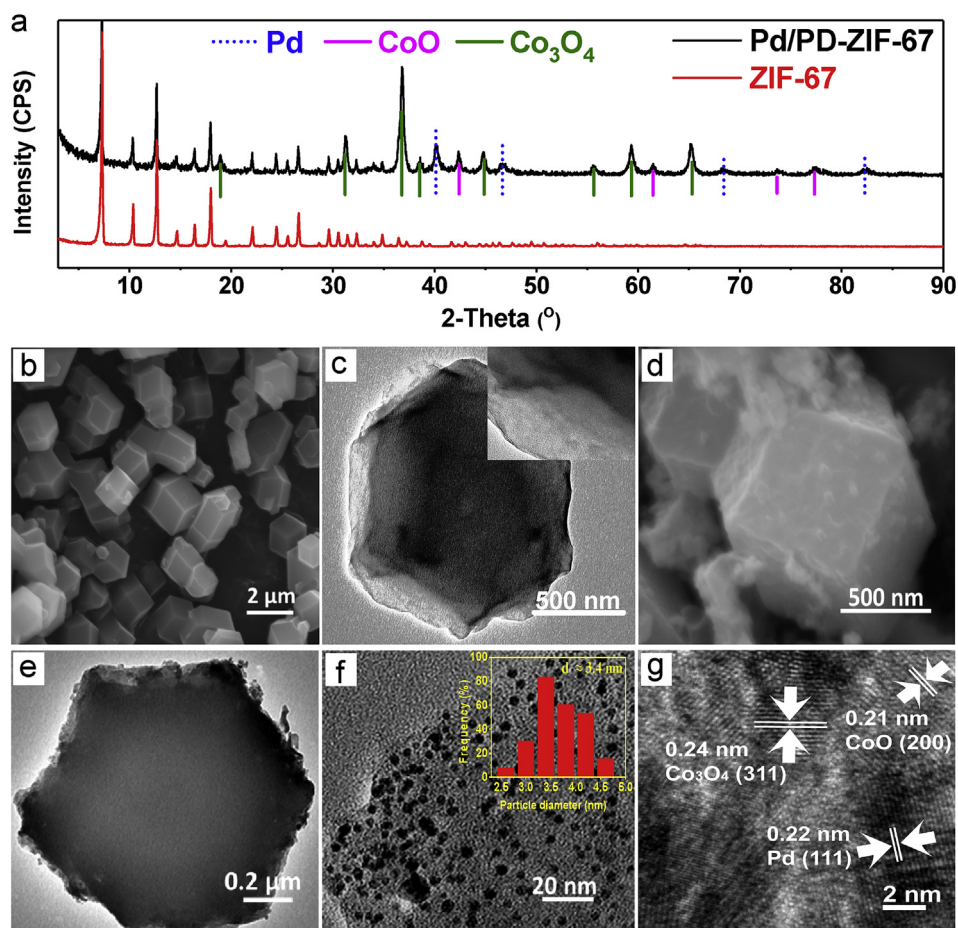 a
Pd CoO Co₃O₄
Pd/PD-ZIF-67
ZIF-67
Intensity (CPS)
10 20 30 40 50 60 70 80 90
2-Theta (°)
b
2 μm
c
500 nm
d
500 nm
e
0.2 μm
f
d ≈ 3.4 nm
Frequency (%)
100
80
60
40
20
0
2.5 3.0 3.5 4.0 4.5 5.0
Particle diameter (nm)
20 nm
g
0.21 nm
CoO (200)
0.24 nm
Co₃O₄ (311)
0.22 nm
Pd (111)
2 nm